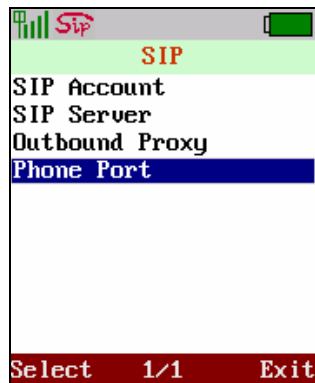 Sip
SIP
SIP Account
SIP Server
Outbound Proxy
Phone Port
Select 1/1 Exit